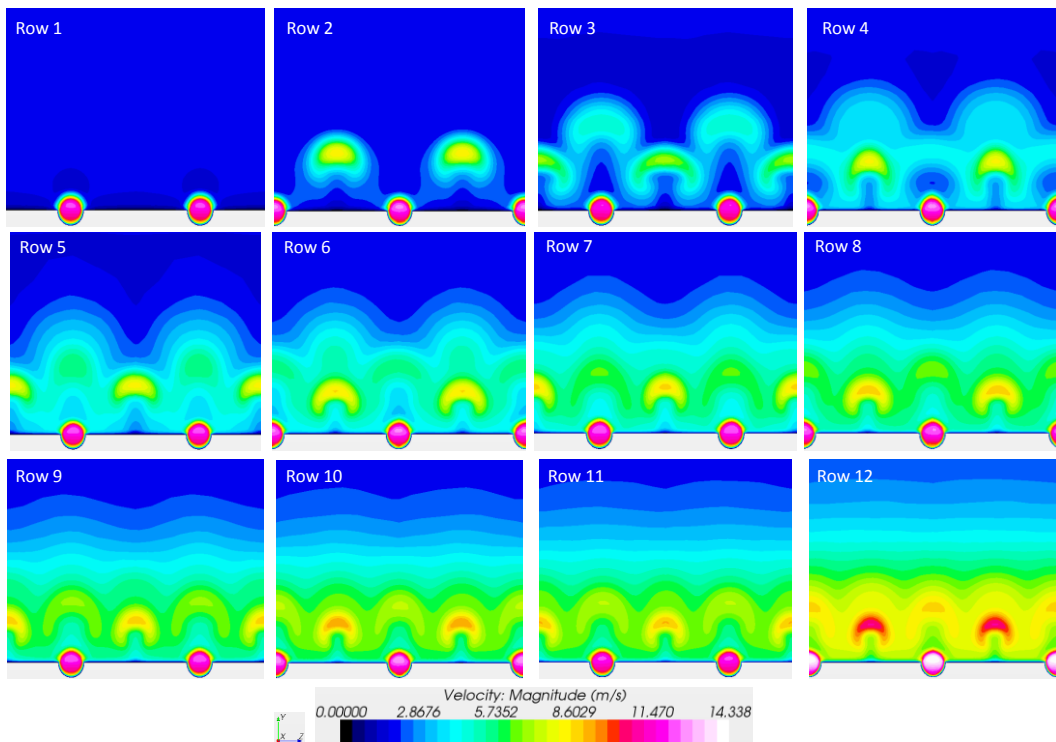 Row 1
Row 2
Row 3
Row 4
Row 5
Row 6
Row 7
Row 8
Row 9
Row 10
Row 11
Row 12
Velocity: Magnitude (m/s)
0.00000 2.8676 5.7352 8.6029 11.470 14.338
Y
X Z